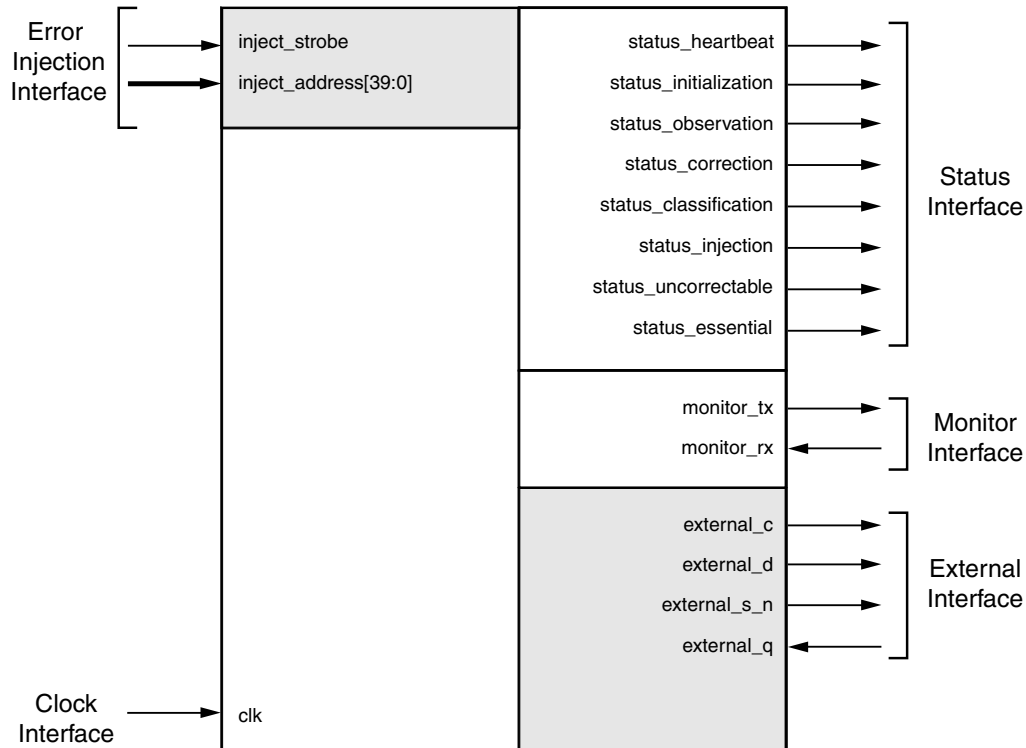 Error
Injection
Interface
inject_strobe
inject_address[39:0]
status_heartbeat
status_initialization
status_observation
status_correction
status_classification
status_injection
status_uncorrectable
status_essential
Status
Interface
monitor_tx
monitor_rx
Monitor
Interface
external_c
external_d
external_s_n
external_q
External
Interface
Clock
Interface
clk